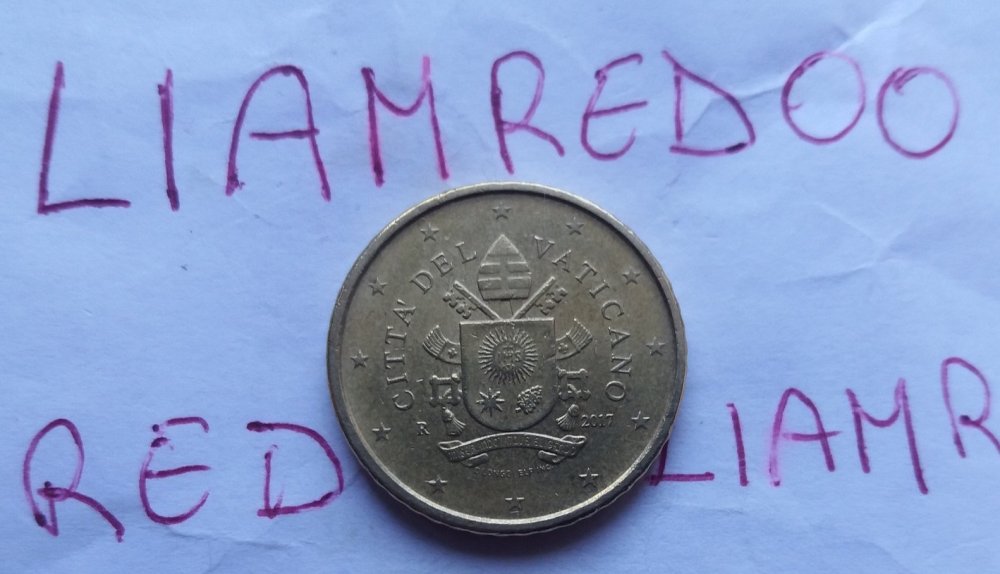 LIAMREDOO
CITTA' DEL VATICANO
R 2017
RED LIAMR